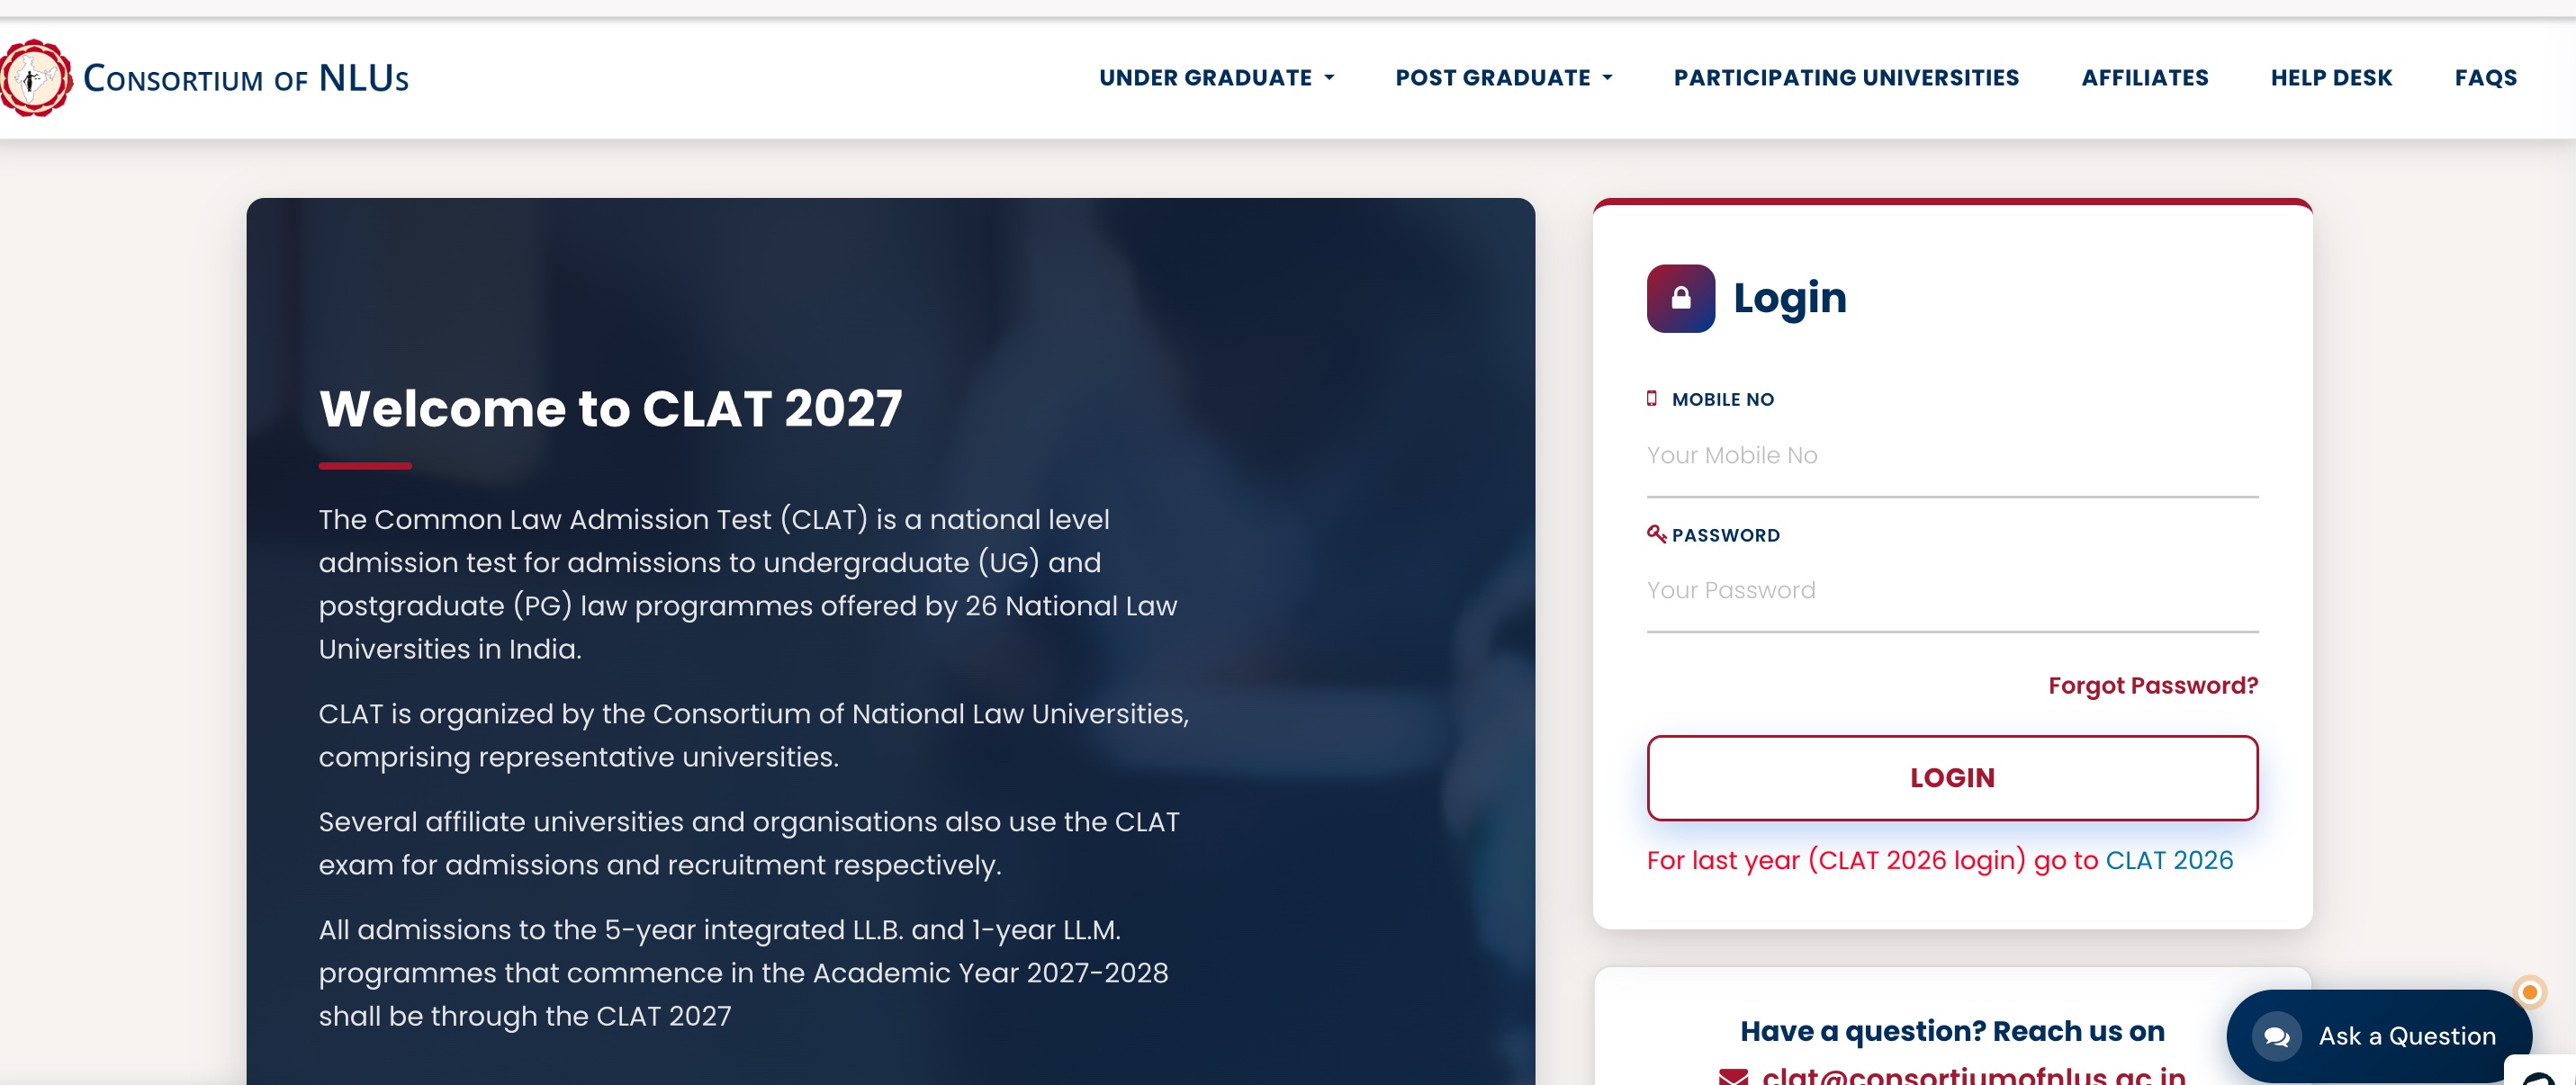 Consortium of NLUs
UNDER GRADUATE
POST GRADUATE
PARTICIPATING UNIVERSITIES
AFFILIATES
HELP DESK
FAQS
Welcome to CLAT 2027
The Common Law Admission Test (CLAT) is a national level
admission test for admissions to undergraduate (UG) and
postgraduate (PG) law programmes offered by 26 National Law
Universities in India.
CLAT is organized by the Consortium of National Law Universities,
comprising representative universities.
Several affiliate universities and organisations also use the CLAT
exam for admissions and recruitment respectively.
All admissions to the 5-year integrated LL.B. and 1-year LL.M.
programmes that commence in the Academic Year 2027-2028
shall be through the CLAT 2027
Login
MOBILE NO
Your Mobile No
PASSWORD
Your Password
Forgot Password?
LOGIN
For last year (CLAT 2026 login) go to CLAT 2026
Have a question? Reach us on
clat@consortiumofnlus.ac.in
Ask a Question